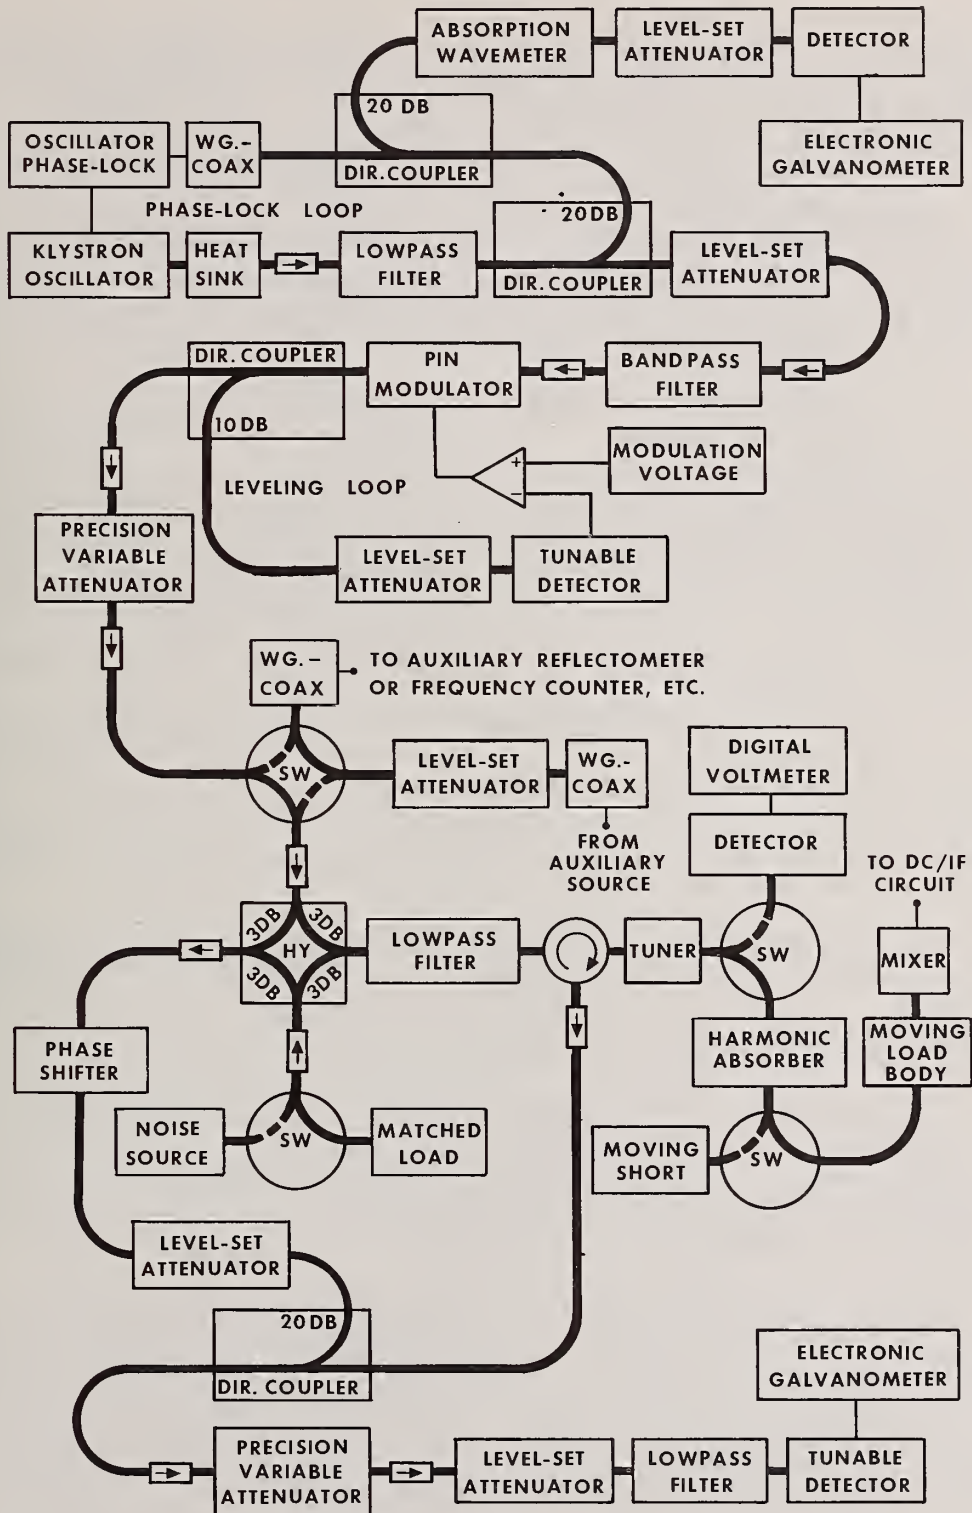 ABSORPTION
WAVEMETER
LEVEL-SET
ATTENUATOR
DETECTOR
20 DB
DIR. COUPLER
ELECTRONIC
GALVANOMETER
OSCILLATOR
PHASE-LOCK
WG.-
COAX
PHASE-LOCK LOOP
KLYSTRON
OSCILLATOR
HEAT
SINK
LOWPASS
FILTER
20DB
DIR. COUPLER
LEVEL-SET
ATTENUATOR
DIR. COUPLER
10 DB
PIN
MODULATOR
BANDPASS
FILTER
MODULATION
VOLTAGE
+
−
LEVELING LOOP
PRECISION
VARIABLE
ATTENUATOR
LEVEL-SET
ATTENUATOR
TUNABLE
DETECTOR
WG.-
COAX
TO AUXILIARY REFLECTOMETER
OR FREQUENCY COUNTER, ETC.
SW
LEVEL-SET
ATTENUATOR
WG.-
COAX
FROM
AUXILIARY
SOURCE
DIGITAL
VOLTMETER
DETECTOR
TO DC/IF
CIRCUIT
3DB
3DB
HY
3DB
3DB
LOWPASS
FILTER
TUNER
SW
MIXER
PHASE
SHIFTER
HARMONIC
ABSORBER
MOVING
LOAD
BODY
NOISE
SOURCE
SW
MATCHED
LOAD
MOVING
SHORT
SW
LEVEL-SET
ATTENUATOR
20 DB
DIR. COUPLER
ELECTRONIC
GALVANOMETER
PRECISION
VARIABLE
ATTENUATOR
LEVEL-SET
ATTENUATOR
LOWPASS
FILTER
TUNABLE
DETECTOR